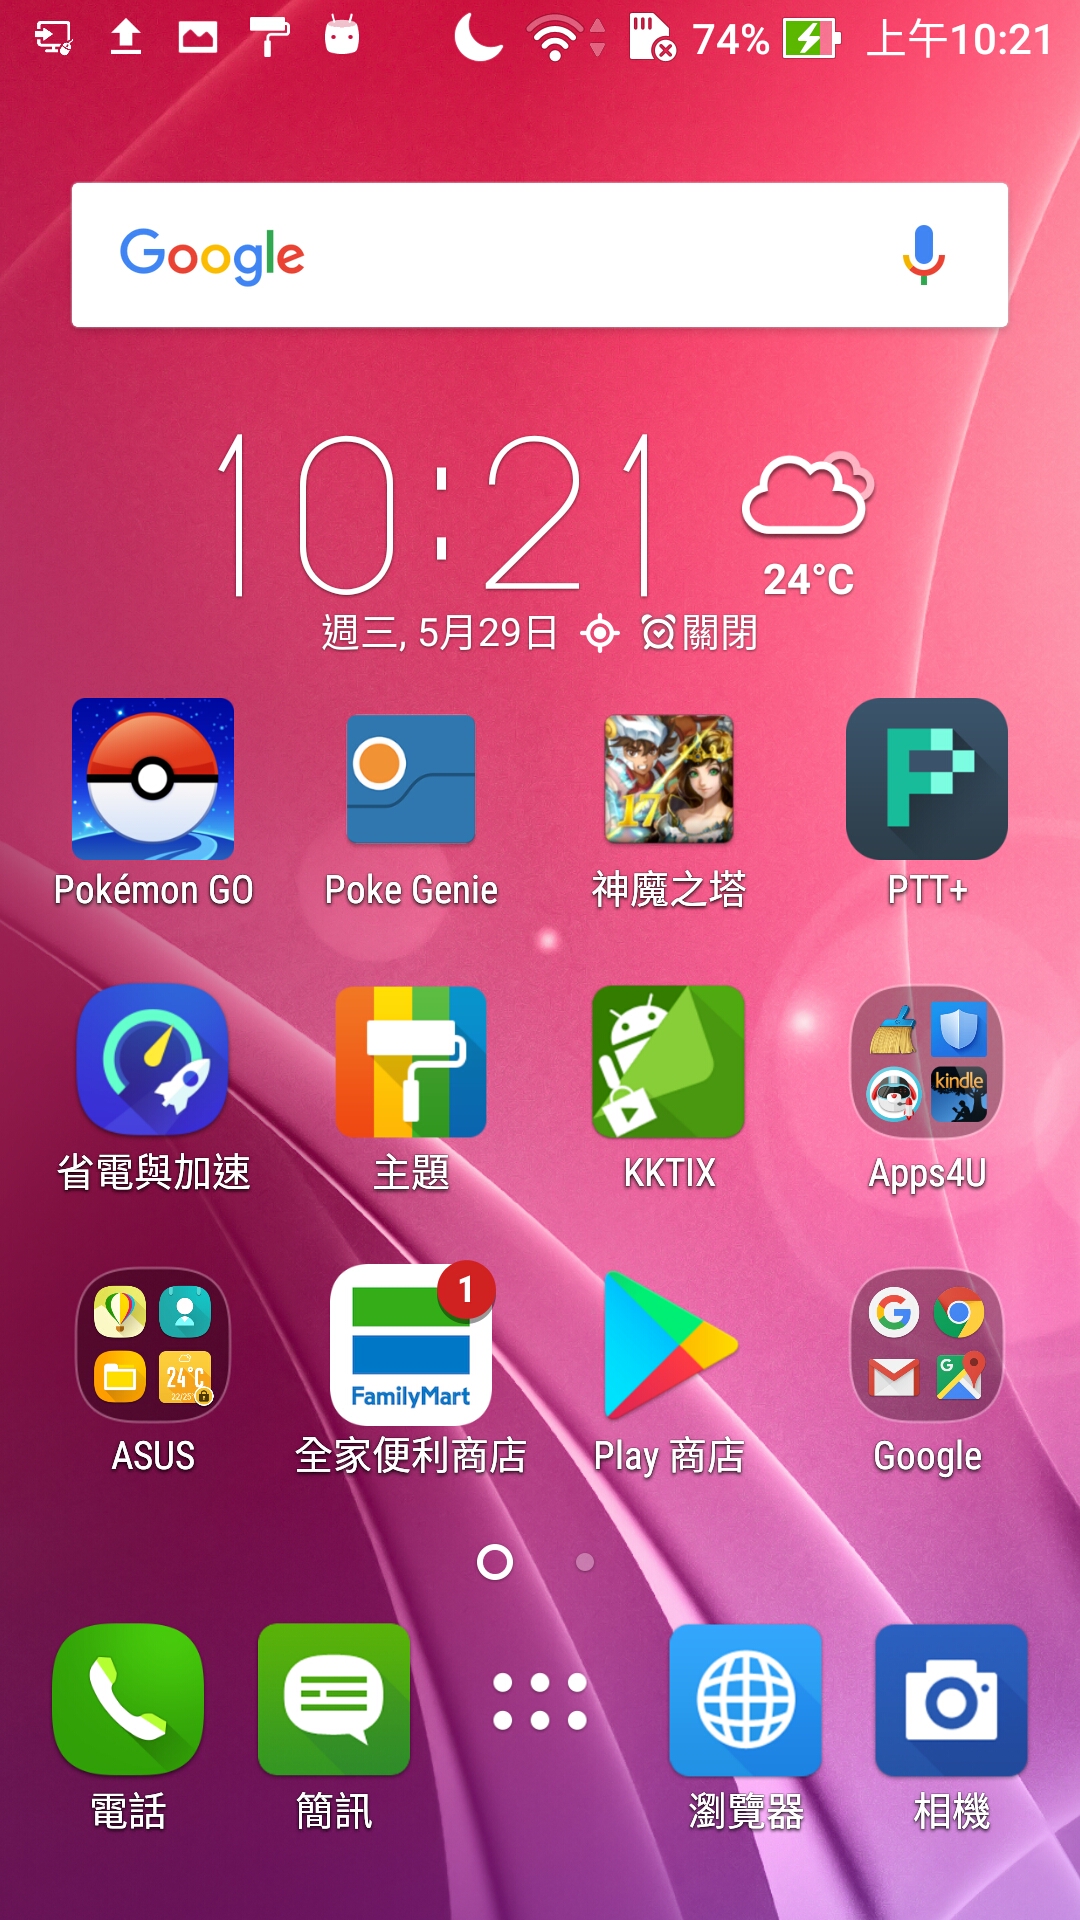 74% 上午10:21
Google
10:21
24°C
週三, 5月29日 關閉
17
Pokémon GO Poke Genie 神魔之塔 PTT+
kindle
省電與加速 主題 KKTIX Apps4U
1
24°C
22/25
FamilyMart
ASUS 全家便利商店 Play 商店 Google
電話 簡訊 瀏覽器 相機